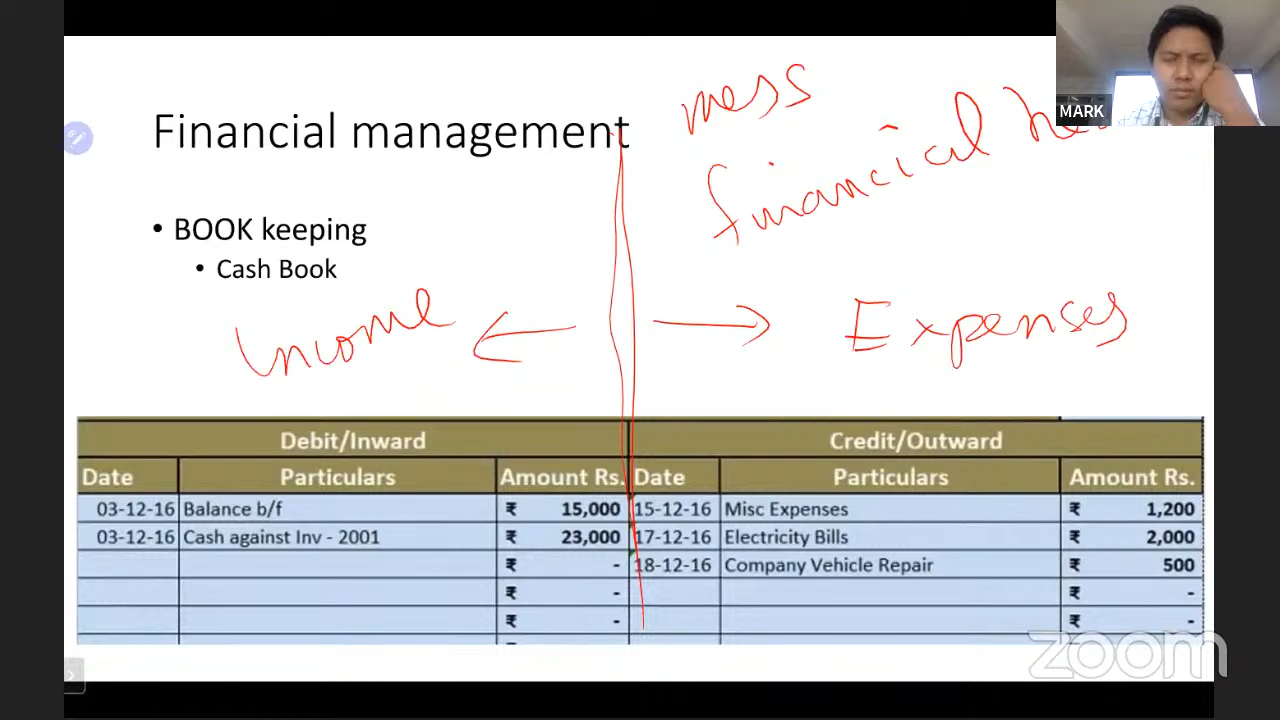 MARK
mess
Financial management
financial
• BOOK keeping
• Cash Book
Income
Expenses
Debit/Inward Credit/Outward
Date Particulars Amount Rs. Date Particulars Amount Rs.
03-12-16 Balance b/f ₹ 15,000 15-12-16 Misc Expenses ₹ 1,200
03-12-16 Cash against Inv - 2001 ₹ 23,000 17-12-16 Electricity Bills ₹ 2,000
₹ - 18-12-16 Company Vehicle Repair ₹ 500
₹ - ₹ -
₹ - ₹ -
zoom